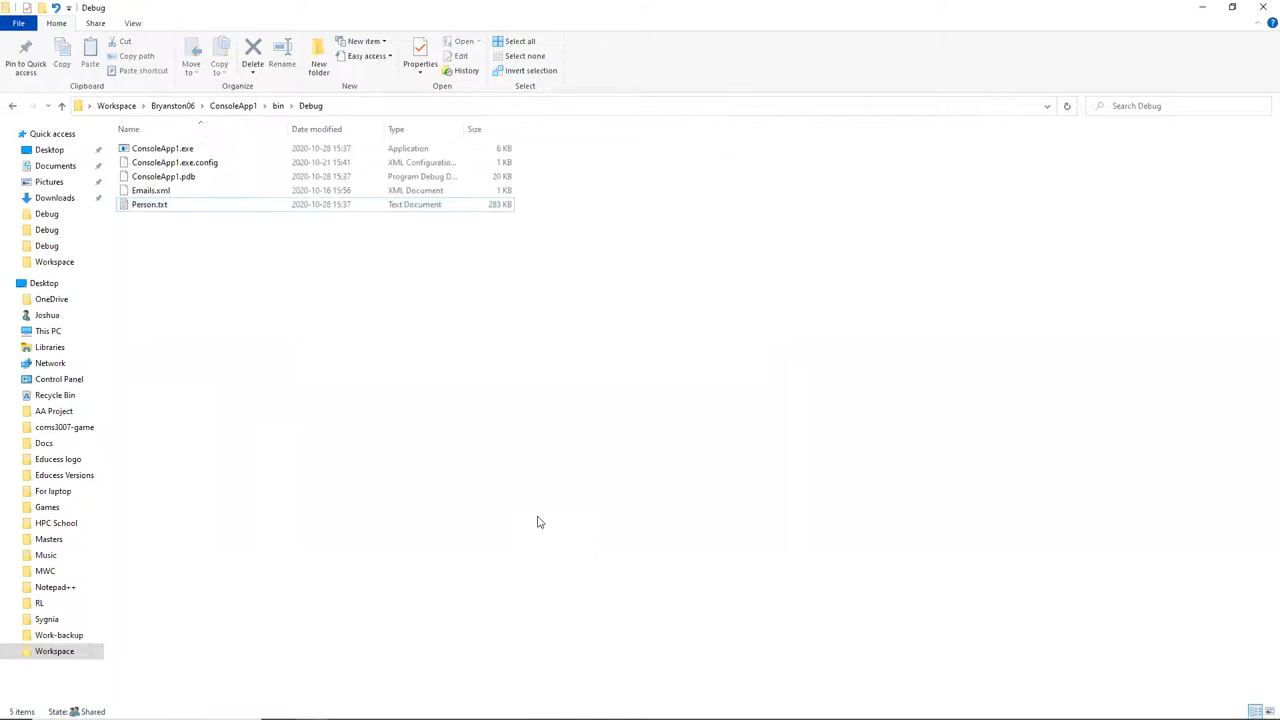 Debug
File Home Share View
Pin to Quick access
Copy
Paste
Cut
Copy path
Paste shortcut
Clipboard
Move to
Copy to
Delete
Rename
Organize
New folder
New item
Easy access
New
Properties
Open
Edit
History
Open
Select all
Select none
Invert selection
Select
Workspace > Bryanston06 > ConsoleApp1 > bin > Debug
Search Debug
Name Date modified Type Size
ConsoleApp1.exe 2020-10-28 15:37 Application 6 KB
ConsoleApp1.exe.config 2020-10-21 15:41 XML Configuratio... 1 KB
ConsoleApp1.pdb 2020-10-28 15:37 Program Debug D... 20 KB
Emails.xml 2020-10-16 15:56 XML Document 1 KB
Person.txt 2020-10-28 15:37 Text Document 283 KB
Quick access
Desktop
Documents
Pictures
Downloads
Debug
Debug
Debug
Workspace
Desktop
OneDrive
Joshua
This PC
Libraries
Network
Control Panel
Recycle Bin
AA Project
coms3007-game
Docs
Educess logo
Educess Versions
For laptop
Games
HPC School
Masters
Music
MWC
Notepad++
RL
Sygnia
Work-backup
Workspace
5 items State: Shared